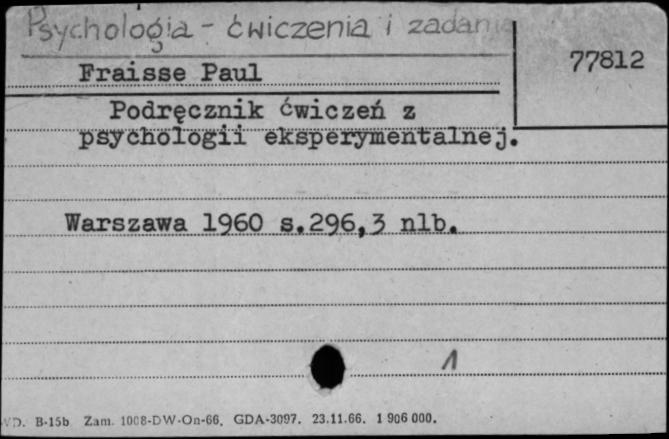 Psychologia - ćwiczenia i zadania
77812
Fraisse Paul
Podręcznik ćwiczeń z
psychologii eksperymentalnej.
Warszawa 1960 s.296,3 nlb.
1
WD. B-15b Zam. 1008-DW-On-66. GDA-3097. 23.11.66. 1 906 000.